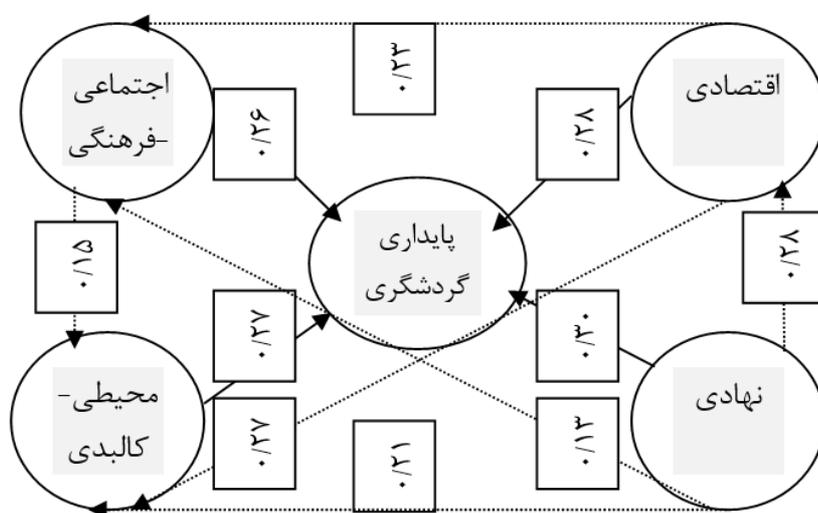 ۰/۲۳
اقتصادی
اجتماعی
-فرهنگی
۰/۲۸
۰/۲۶
پایداری
گردشگری
۰/۲۸
۰/۱۵
۰/۳۰
۰/۲۷
نهادی
محیطی-
کالبدی
۰/۱۳
۰/۲۷
۰/۲۱